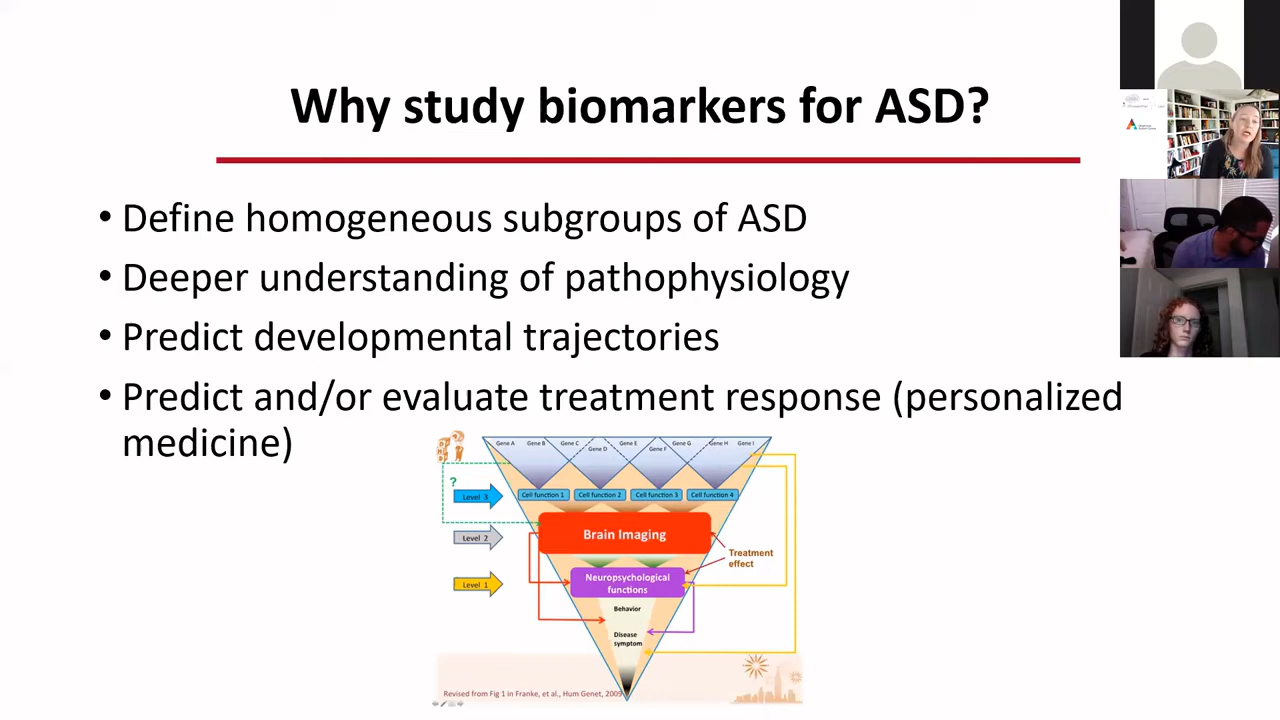 Why study biomarkers for ASD?
• Define homogeneous subgroups of ASD
• Deeper understanding of pathophysiology
• Predict developmental trajectories
• Predict and/or evaluate treatment response (personalized
medicine)
Gene A Gene B Gene C Gene D Gene E Gene F Gene G Gene H Gene I
?
Level 3
Cell function 1 Cell function 2 Cell function 3 Cell function 4
Level 2
Brain Imaging
Treatment
effect
Level 1
Neuropsychological
functions
Behavior
Disease
symptom
Revised from Fig 1 in Franke, et al., Hum Genet, 2009